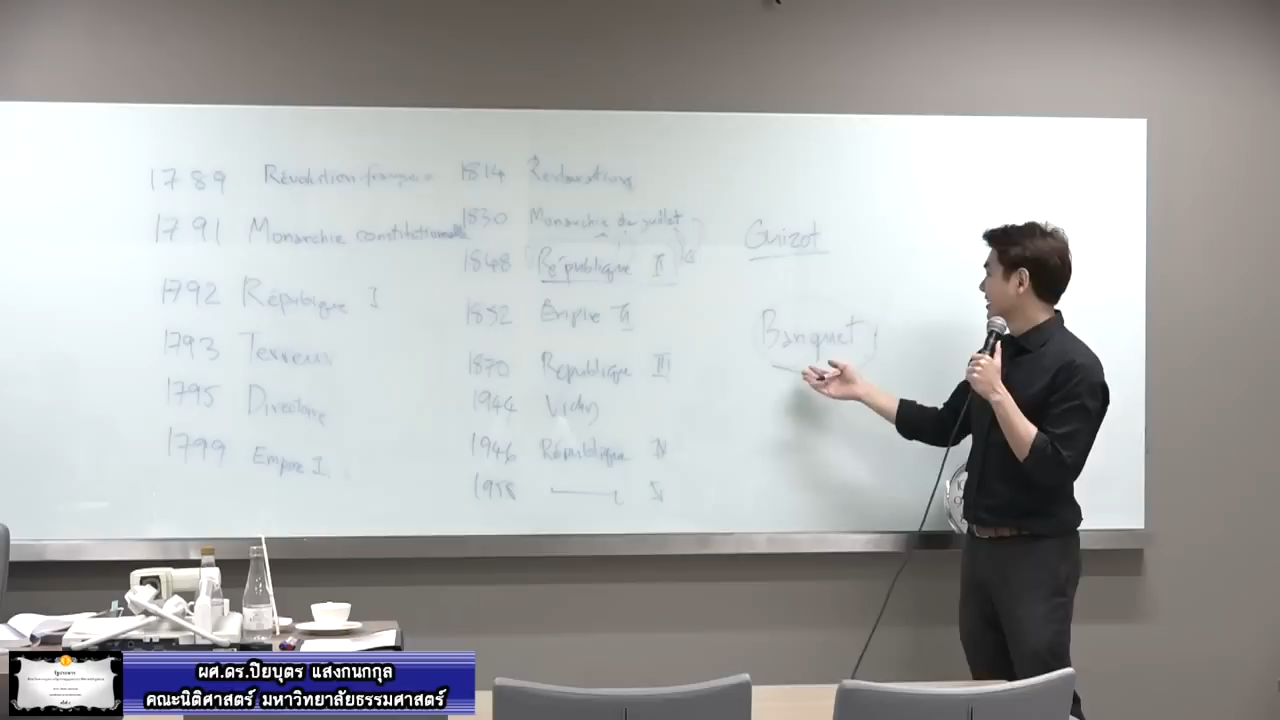 1789 Révolution française
1791 Monarchie constitutionnelle
1792 République I
1793 Terreur
1795 Directoire
1799 Empire I
1814 Restauration
1830 Monarchie de juillet
1848 République II
1852 Empire II
1870 République III
1944 Vichy
1946 République IV
1958 V
Guizot
Banquet
ผศ.ดร.ปิยบุตร แสงกนกกุล
คณะนิติศาสตร์ มหาวิทยาลัยธรรมศาสตร์